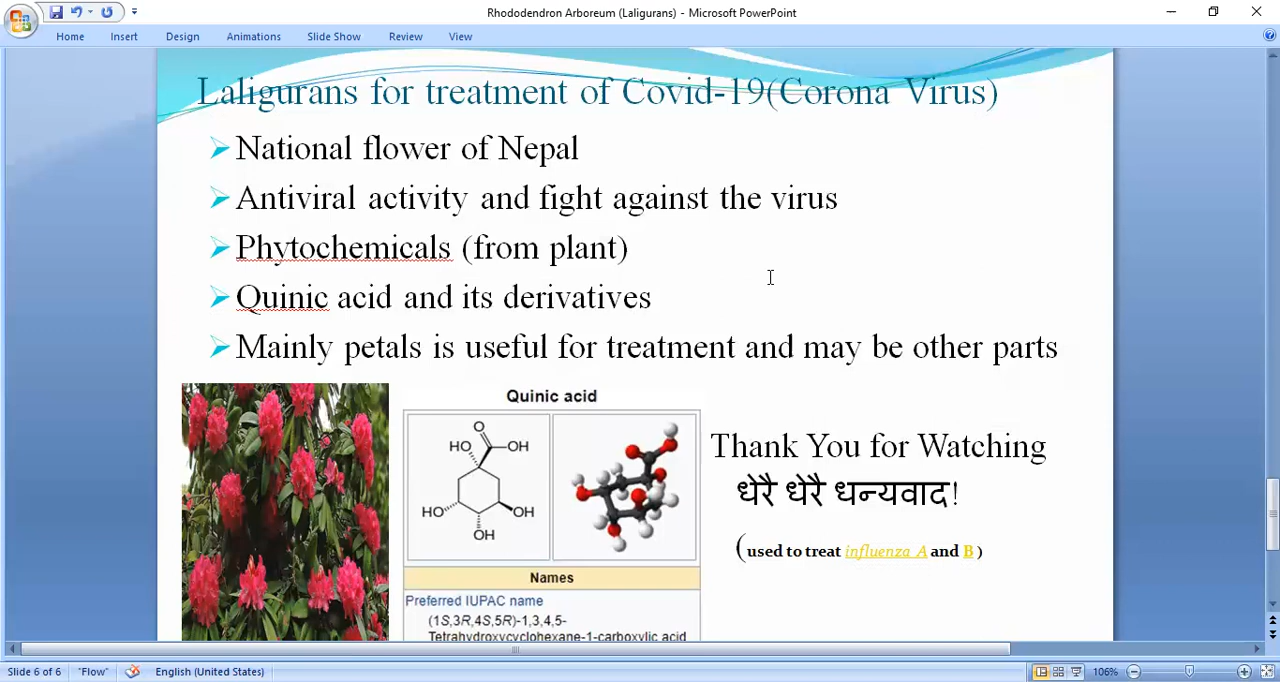 Rhododendron Arboreum (Laligurans) - Microsoft PowerPoint
Home Insert Design Animations Slide Show Review View
Laligurans for treatment of Covid-19(Corona Virus)
National flower of Nepal
Antiviral activity and fight against the virus
Phytochemicals (from plant)
Quinic acid and its derivatives
Mainly petals is useful for treatment and may be other parts
Quinic acid
O
HO OH
HO OH
OH
Names
Preferred IUPAC name
(1S,3R,4S,5R)-1,3,4,5-
Tetrahydroxycyclohexane-1-carboxylic acid
Thank You for Watching
धेरै धेरै धन्यवाद!
(used to treat influenza A and B )
Slide 6 of 6 "Flow" English (United States) 106%